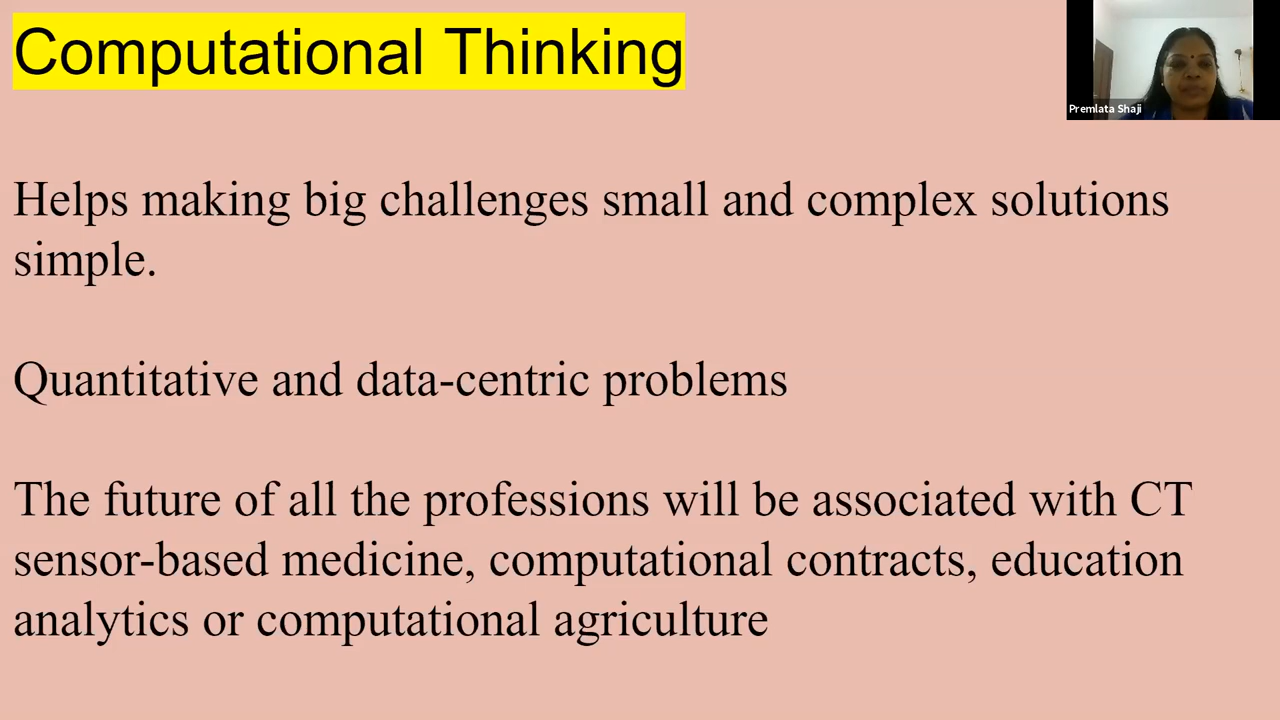 Computational Thinking
Premlata Shaji
Helps making big challenges small and complex solutions
simple.
Quantitative and data-centric problems
The future of all the professions will be associated with CT
sensor-based medicine, computational contracts, education
analytics or computational agriculture